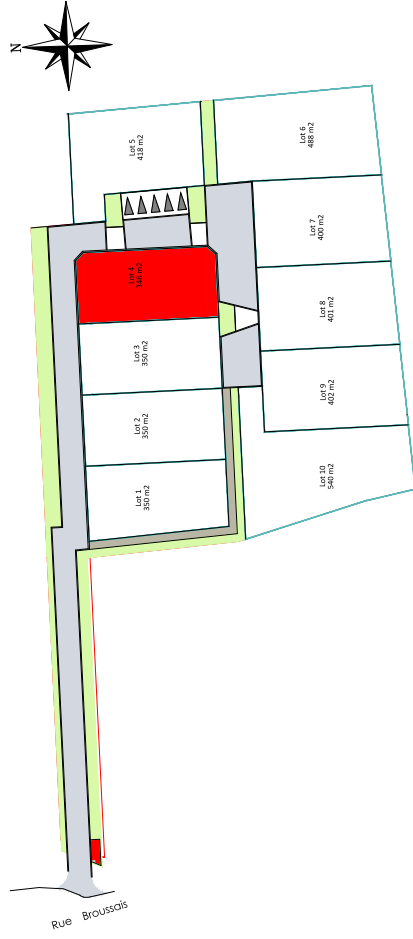 N
Lot 5
418 m2
Lot 6
488 m2
Lot 7
400 m2
Lot 4
348 m2
Lot 8
401 m2
Lot 3
350 m2
Lot 9
402 m2
Lot 2
350 m2
Lot 10
540 m2
Lot 1
350 m2
Rue Broussais